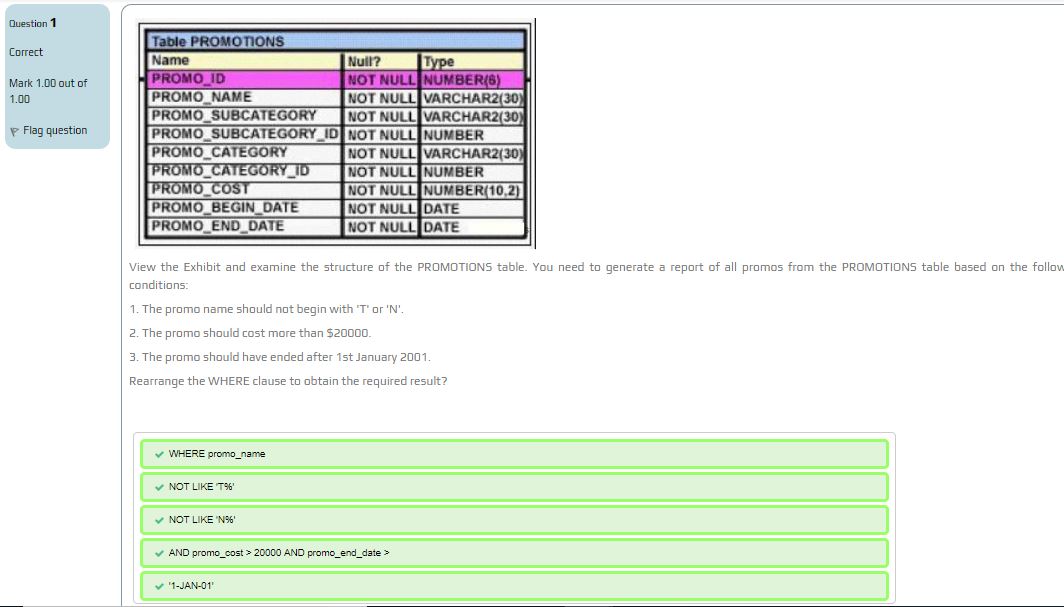 Question 1
Correct
Mark 1.00 out of
1.00
Flag question
Table PROMOTIONS
Name Null? Type
PROMO_ID NOT NULL NUMBER(6)
PROMO_NAME NOT NULL VARCHAR2(30)
PROMO_SUBCATEGORY NOT NULL VARCHAR2(30)
PROMO_SUBCATEGORY_ID NOT NULL NUMBER
PROMO_CATEGORY NOT NULL VARCHAR2(30)
PROMO_CATEGORY_ID NOT NULL NUMBER
PROMO_COST NOT NULL NUMBER(10,2)
PROMO_BEGIN_DATE NOT NULL DATE
PROMO_END_DATE NOT NULL DATE
View the Exhibit and examine the structure of the PROMOTIONS table. You need to generate a report of all promos from the PROMOTIONS table based on the follow
conditions:
1. The promo name should not begin with 'T' or 'N'.
2. The promo should cost more than $20000.
3. The promo should have ended after 1st January 2001.
Rearrange the WHERE clause to obtain the required result?
WHERE promo_name
NOT LIKE 'T%'
NOT LIKE 'N%'
AND promo_cost > 20000 AND promo_end_date >
'1-JAN-01'